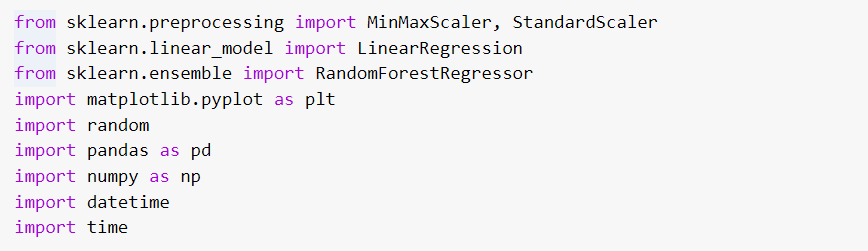 from sklearn.preprocessing import MinMaxScaler, StandardScaler
from sklearn.linear_model import LinearRegression
from sklearn.ensemble import RandomForestRegressor
import matplotlib.pyplot as plt
import random
import pandas as pd
import numpy as np
import datetime
import time